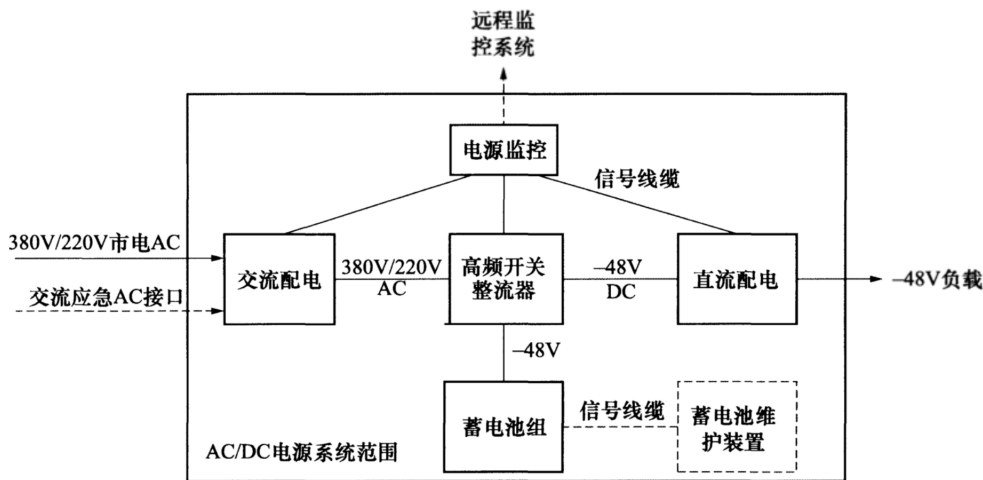 远程监
控系统
电源监控
信号线缆
380V/220V市电AC
交流应急AC接口
交流配电
380V/220V
AC
高频开关
整流器
–48V
DC
直流配电
–48V负载
–48V
蓄电池组
信号线缆
蓄电池维
护装置
AC/DC电源系统范围